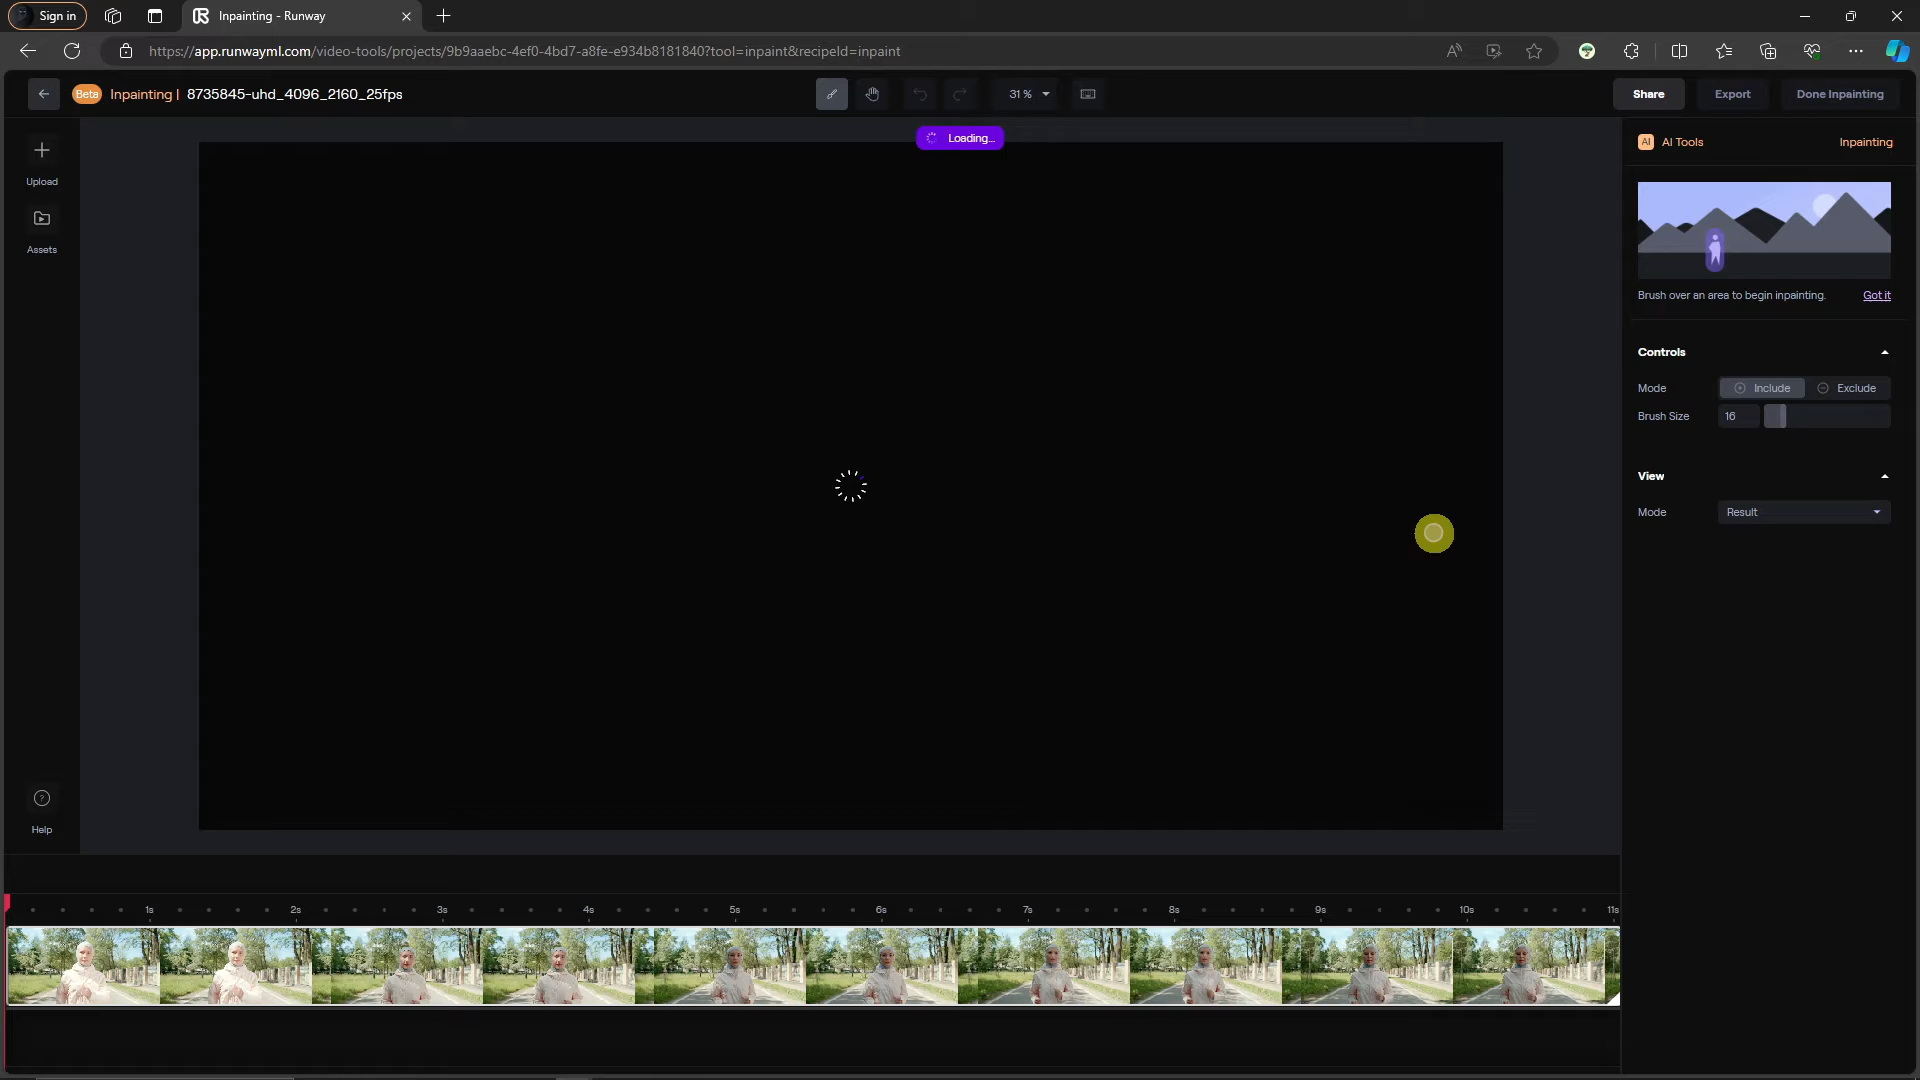 Sign in
Inpainting - Runway
https://app.runwayml.com/video-tools/projects/9b9aaebc-4ef0-4bd7-a8fe-e934b8181840?tool=inpaint&recipeId=inpaint
Beta Inpainting | 8735845-uhd_4096_2160_25fps
31 %
Share
Export
Done Inpainting
Loading...
Upload
Assets
Help
AI AI Tools
Inpainting
Brush over an area to begin inpainting. Got it
Controls
Mode Include Exclude
Brush Size 16
View
Mode Result
1s 2s 3s 4s 5s 6s 7s 8s 9s 10s 11s